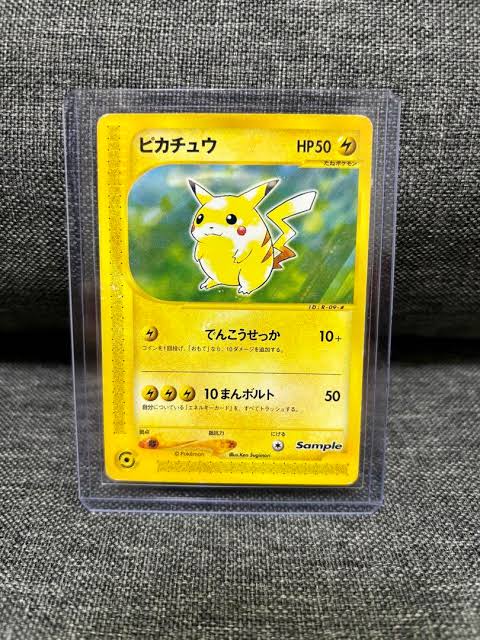 ピカチュウ HP50
たねポケモン
ID:R-09-#
でんこうせっか 10+
コインを1回投げ、「おもて」なら、10ダメージを追加する。
10まんボルト 50
自分についている「エネルギーカード」を、すべてトラッシュする。
弱点 抵抗力 にげる
Sample
© Pokémon Illus.Ken Sugimori